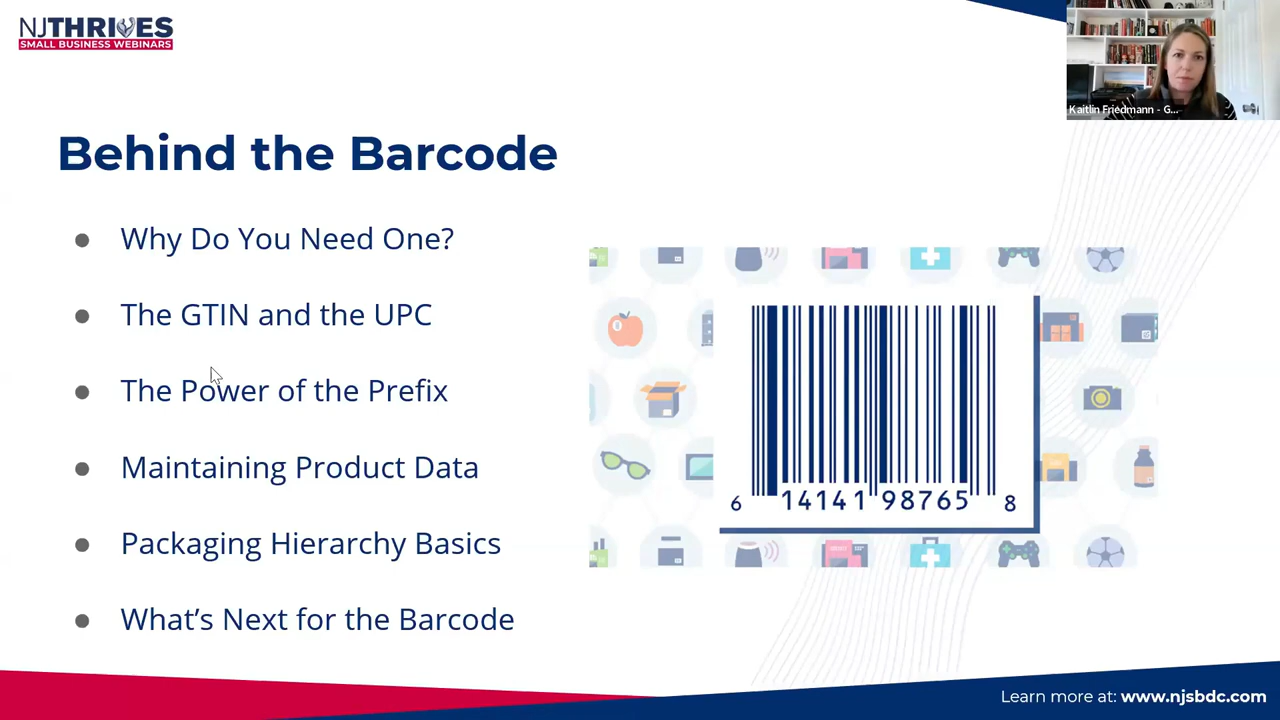 NJTHRIVES
SMALL BUSINESS WEBINARS
Kaitlin Friedmann - G...
Behind the Barcode
Why Do You Need One?
The GTIN and the UPC
The Power of the Prefix
Maintaining Product Data
Packaging Hierarchy Basics
What's Next for the Barcode
6 14141 98765 8
Learn more at: www.njsbdc.com